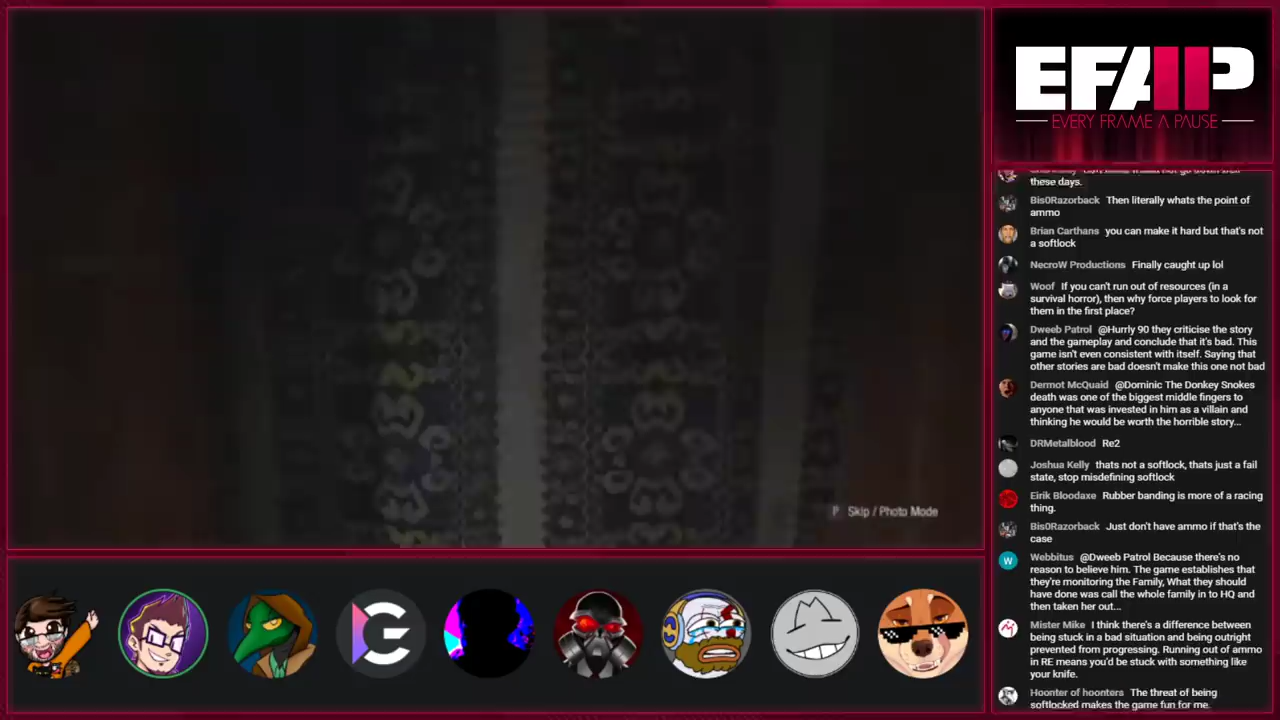 P Skip / Photo Mode
EFAP
EVERY FRAME A PAUSE
these days.
Bis0Razorback Then literally whats the point of
ammo
Brian Carthans you can make it hard but that's not
a softlock
NecroW Productions Finally caught up lol
Woof If you can't run out of resources (in a
survival horror), then why force players to look for
them in the first place?
Dweeb Patrol @Hurrly 90 they criticise the story
and the gameplay and conclude that it's bad. This
game isn't even consistent with itself. Saying that
other stories are bad doesn't make this one not bad
Dermot McQuaid @Dominic The Donkey Snokes
death was one of the biggest middle fingers to
anyone that was invested in him as a villain and
thinking he would be worth the horrible story...
DRMetalblood Re2
Joshua Kelly thats not a softlock, thats just a fail
state, stop misdefining softlock
Eirik Bloodaxe Rubber banding is more of a racing
thing.
Bis0Razorback Just don't have ammo if that's the
case
W
Webbitus @Dweeb Patrol Because there's no
reason to believe him. The game establishes that
they're monitoring the Family, What they should
have done was call the whole family in to HQ and
then taken her out...
Mister Mike I think there's a difference between
being stuck in a bad situation and being outright
prevented from progressing. Running out of ammo
in RE means you'd be stuck with something like
your knife.
Hoonter of hoonters The threat of being
softlocked makes the game fun for me.